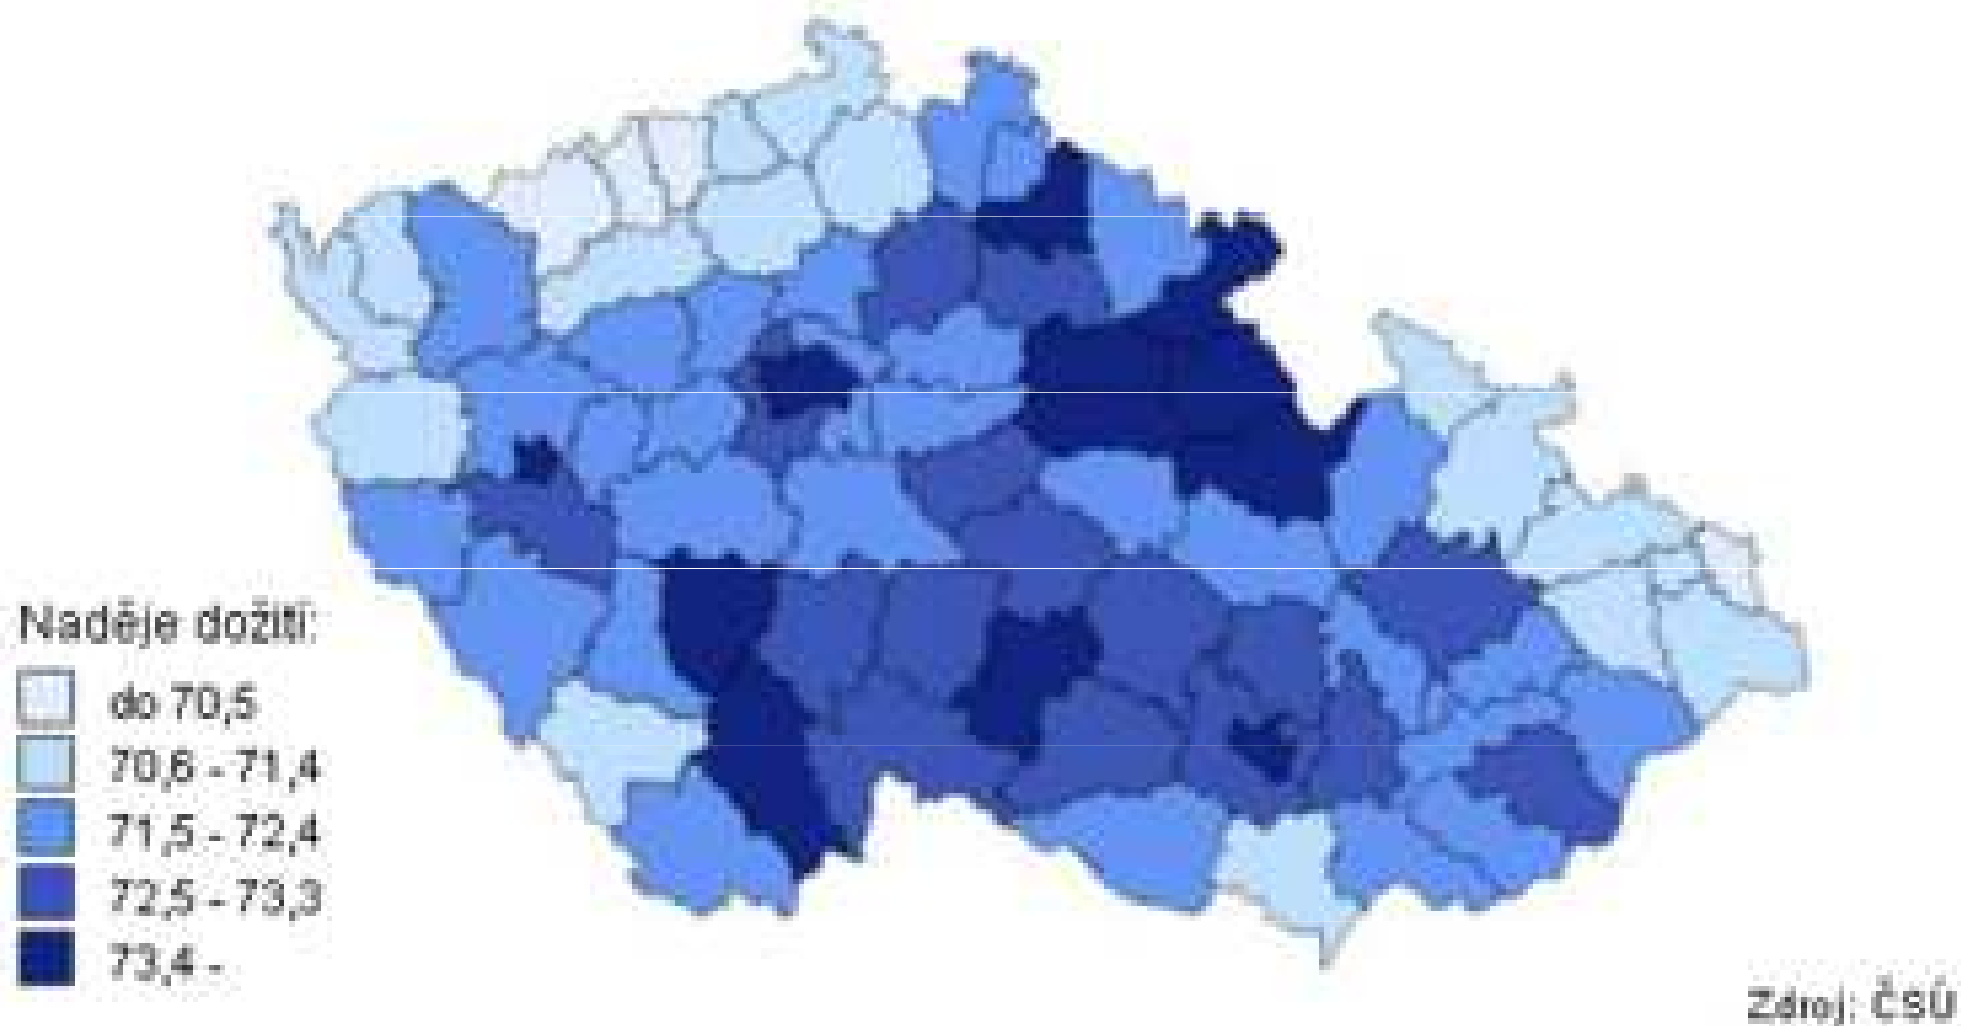 Naděje dožití:
do 70,5
70,6 - 71,4
71,5 - 72,4
72,5 - 73,3
73,4 -
Zdroj: ČSÚ